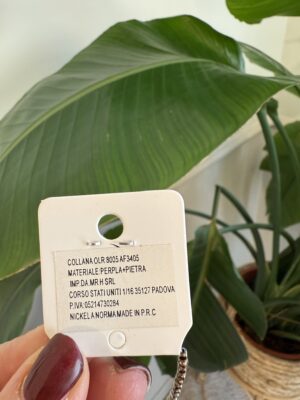 COLLANA OLR.8005 AF3405
MATERIALE:PERPLA+PIETRA
IMP.DA.MR.H SRL
CORSO STATI UNITI 1/16 35127 PADOVA
P.IVA:05214730284
NICKEL A NORMA MADE IN P.R.C